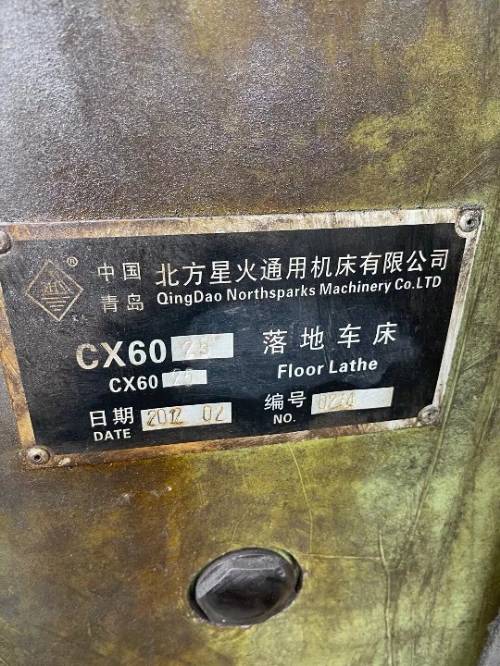 ®
中国 北方星火通用机床有限公司
青岛 QingDao Northsparks Machinery Co.LTD
CX6028 落地车床
CX60 Floor Lathe
日期 2012 02 编号
DATE NO.